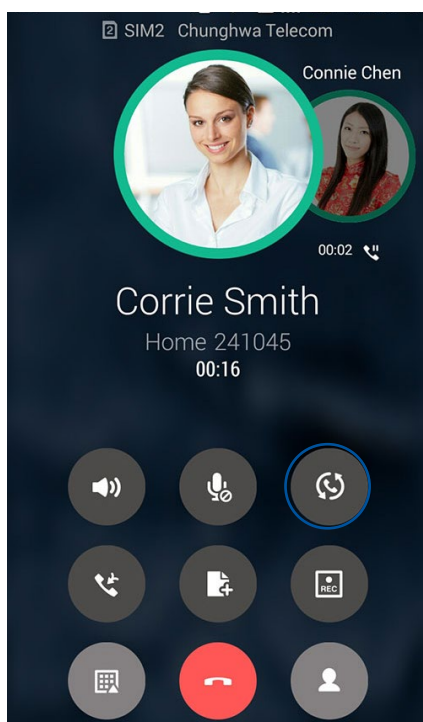 2 SIM2 Chunghwa Telecom
Connie Chen
00:02
Corrie Smith
Home 241045
00:16
REC